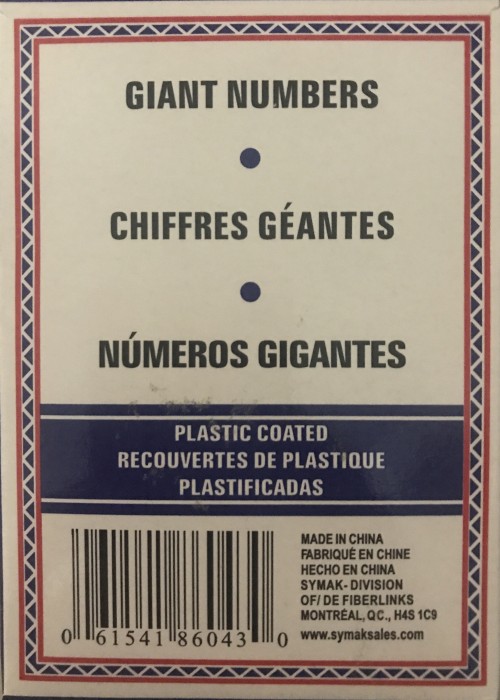 GIANT NUMBERS
CHIFFRES GÉANTES
NÚMEROS GIGANTES
PLASTIC COATED
RECOUVERTES DE PLASTIQUE
PLASTIFICADAS
MADE IN CHINA
FABRIQUÉ EN CHINE
HECHO EN CHINA
SYMAK- DIVISION
OF/ DE FIBERLINKS
MONTRÉAL, QC., H4S 1C9
www.symaksales.com
0 61541 86043 0